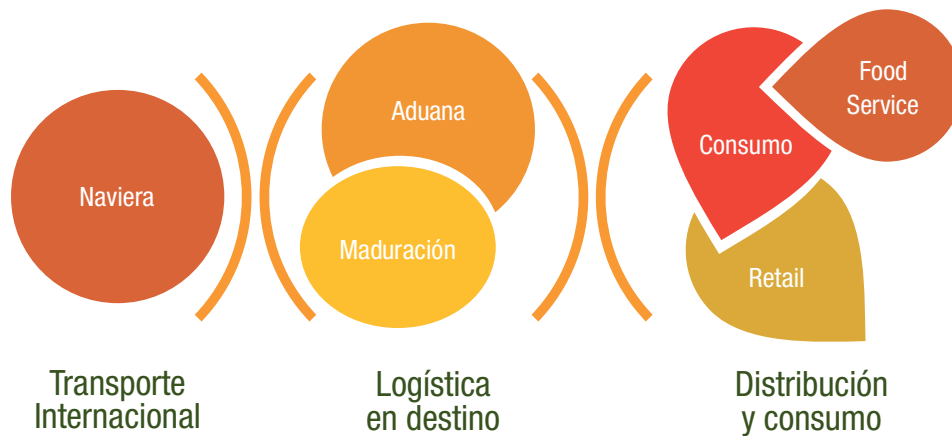 Naviera
Aduana
Maduración
Consumo
Food
Service
Retail
Transporte
Internacional
Logística
en destino
Distribución
y consumo